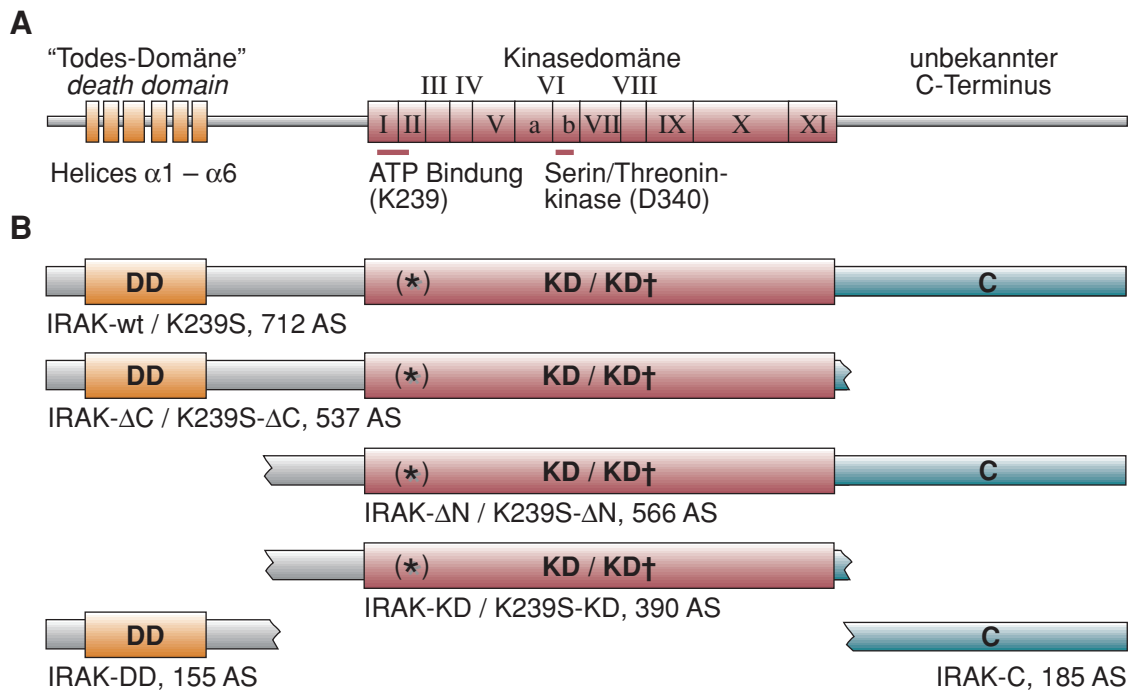 A
“Todes-Domäne”
death domain
Kinasedomäne
unbekannter
C-Terminus
III IV VI VIII
I II V a b VII IX X XI
Helices α1 – α6
ATP Bindung
(K239)
Serin/Threonin-
kinase (D340)
B
DD (*) KD / KD† C
IRAK-wt / K239S, 712 AS
DD (*) KD / KD†
IRAK-ΔC / K239S-ΔC, 537 AS
(*) KD / KD† C
IRAK-ΔN / K239S-ΔN, 566 AS
(*) KD / KD†
IRAK-KD / K239S-KD, 390 AS
DD C
IRAK-DD, 155 AS IRAK-C, 185 AS